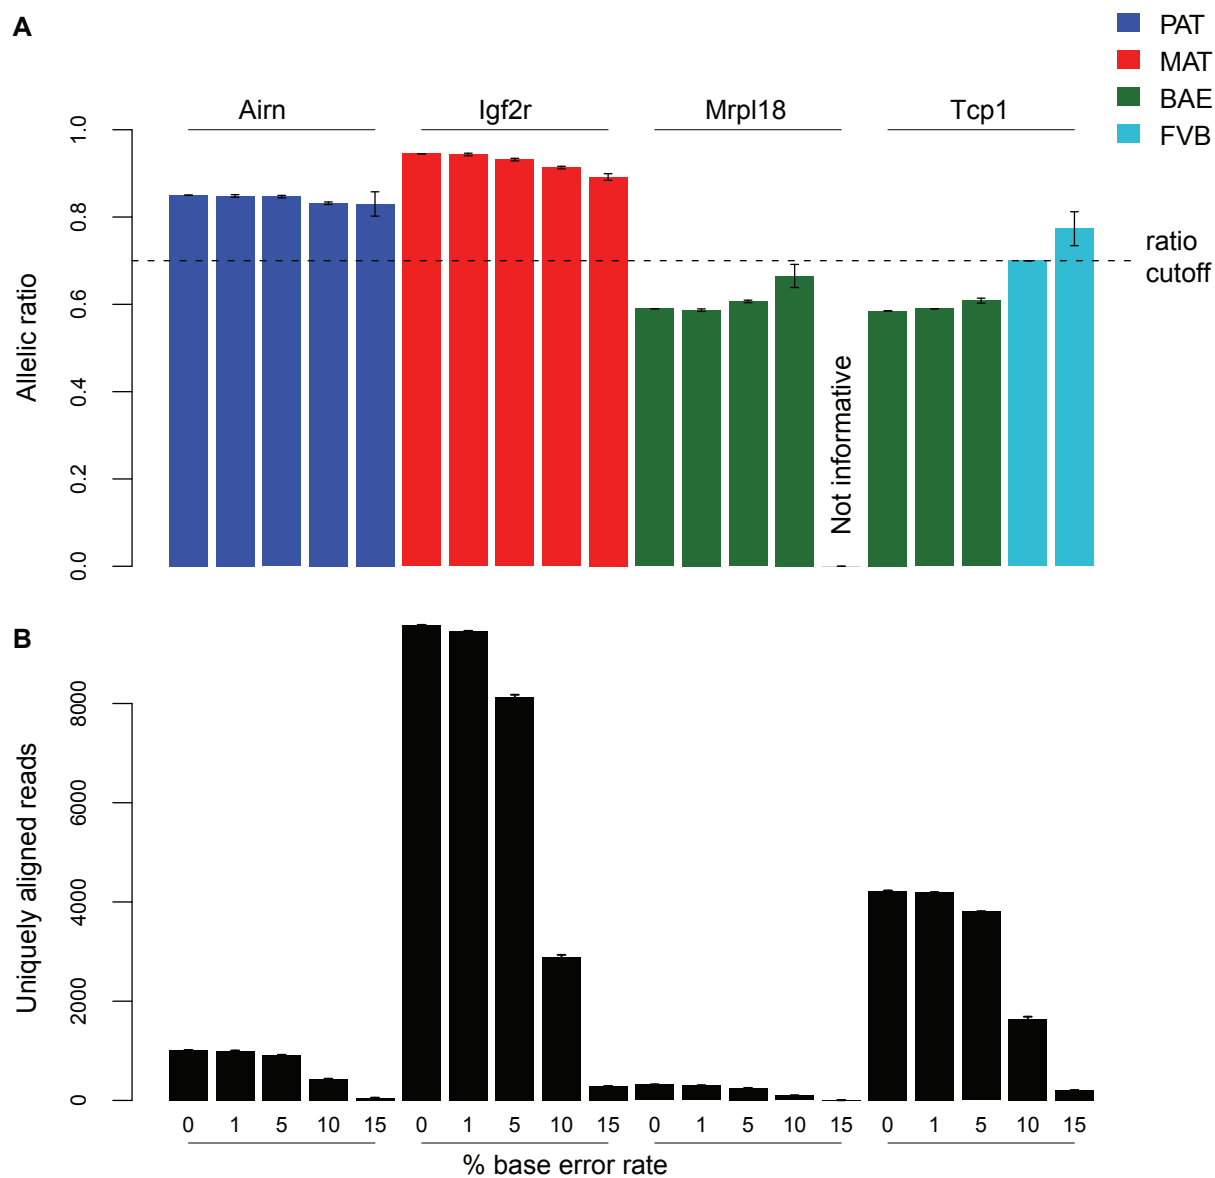 A
PAT
MAT
BAE
FVB
Airn
Igf2r
Mrpl18
Tcp1
1.0
0.8
0.6
0.4
0.2
0.0
Allelic ratio
ratio
cutoff
Not informative
B
8000
6000
4000
2000
0
Uniquely aligned reads
0 1 5 10 15 0 1 5 10 15 0 1 5 10 15 0 1 5 10 15
% base error rate